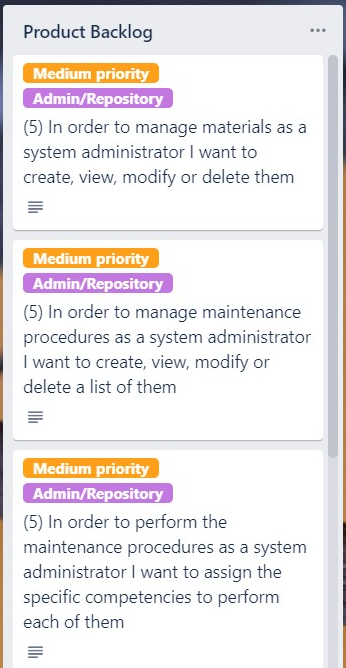 Product Backlog
Medium priority
Admin/Repository
(5) In order to manage materials as a
system administrator I want to
create, view, modify or delete them
Medium priority
Admin/Repository
(5) In order to manage maintenance
procedures as a system administrator
I want to create, view, modify or
delete a list of them
Medium priority
Admin/Repository
(5) In order to perform the
maintenance procedures as a system
administrator I want to assign the
specific competencies to perform
each of them